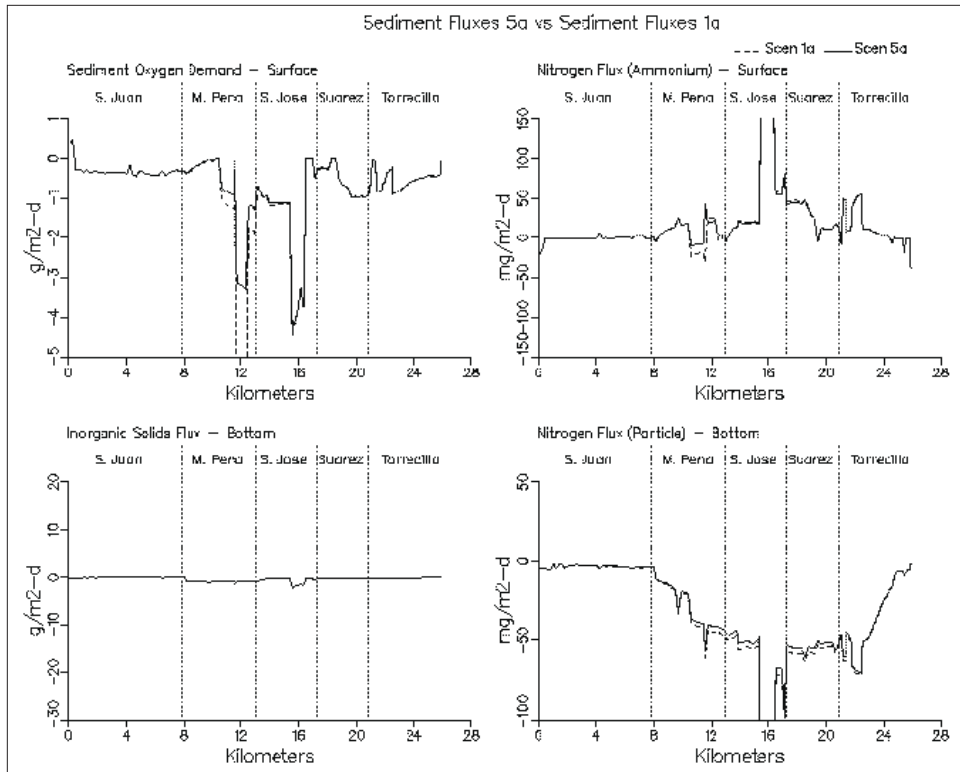 Sediment Fluxes 5a vs Sediment Fluxes 1a
Scen 1a Scen 5a
Sediment Oxygen Demand – Surface
S. Juan M. Pena S. Jose Suarez Torrecilla
g/m2-d
1
0
-1
-2
-3
-4
-5
0 4 8 12 16 20 24 28
Kilometers
Nitrogen Flux (Ammonium) – Surface
S. Juan M. Pena S. Jose Suarez Torrecilla
mg/m2-d
150
100
50
0
-50
-100
-150
0 4 8 12 16 20 24 28
Kilometers
Inorganic Solids Flux – Bottom
S. Juan M. Pena S. Jose Suarez Torrecilla
g/m2-d
20
10
0
-10
-20
-30
0 4 8 12 16 20 24 28
Kilometers
Nitrogen Flux (Particle) – Bottom
S. Juan M. Pena S. Jose Suarez Torrecilla
mg/m2-d
50
0
-50
-100
0 4 8 12 16 20 24 28
Kilometers